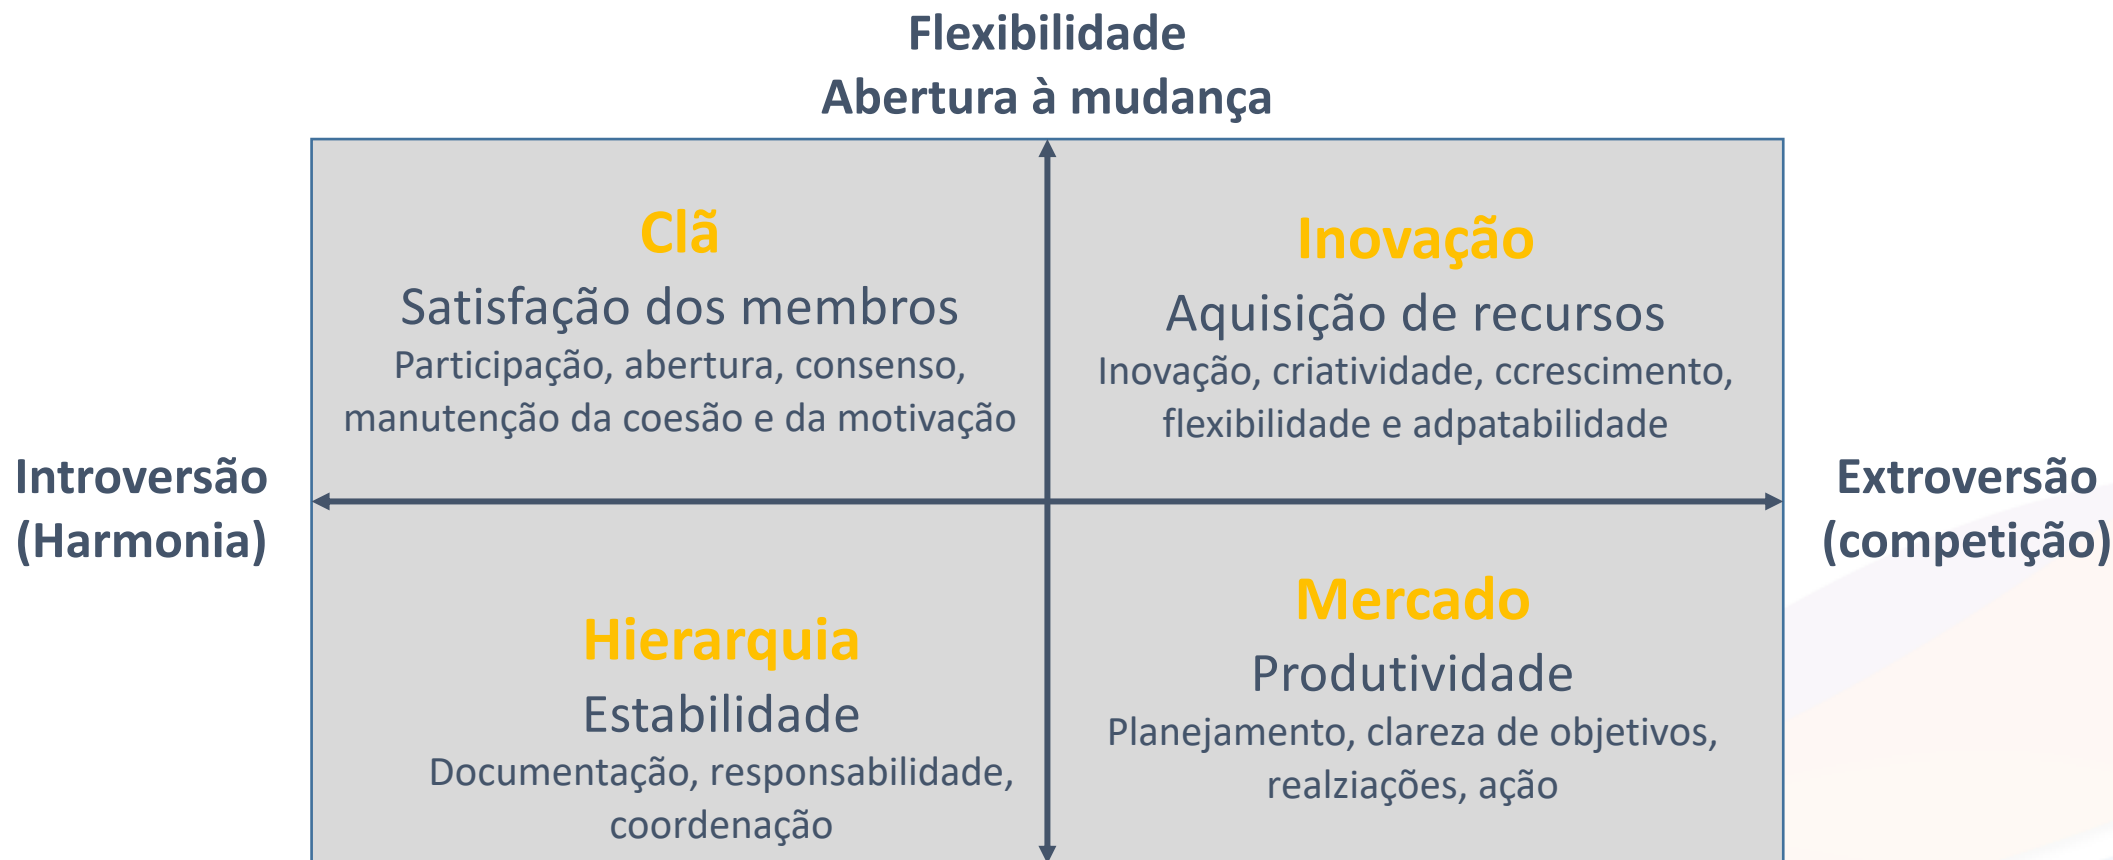 Flexibilidade
Abertura à mudança
Clã
Satisfação dos membros
Participação, abertura, consenso,
manutenção da coesão e da motivação
Inovação
Aquisição de recursos
Inovação, criatividade, ccrescimento,
flexibilidade e adpatabilidade
Introversão
(Harmonia)
Extroversão
(competição)
Hierarquia
Estabilidade
Documentação, responsabilidade,
coordenação
Mercado
Produtividade
Planejamento, clareza de objetivos,
realziações, ação